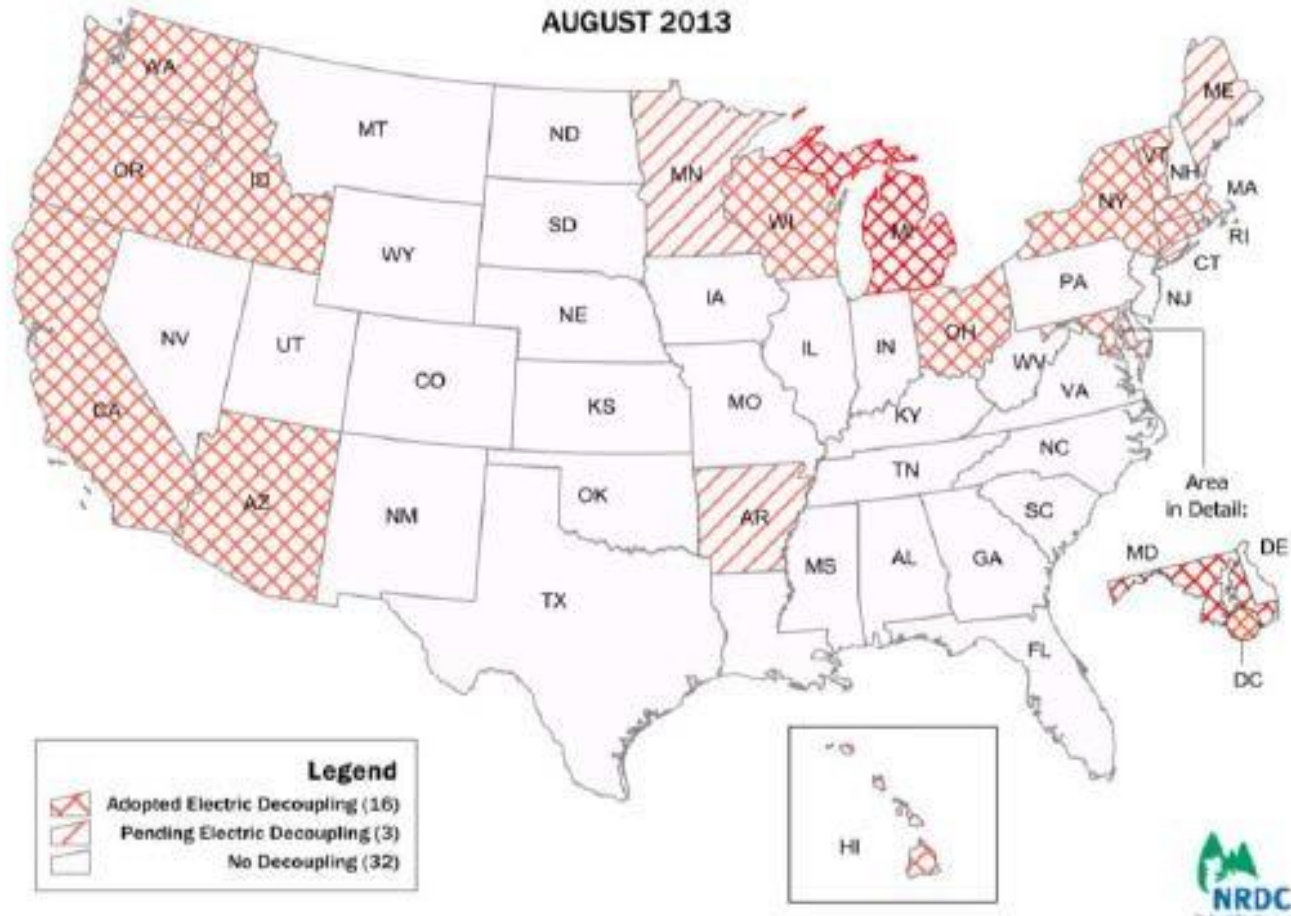 AUGUST 2013
WA
MT
ND
ME
OR
ID
MN
VT
NH
MA
SD
WI
MI
NY
RI
WY
CT
IA
PA
NJ
NE
NV
UT
IL
IN
OH
CO
WV
KS
MO
VA
CA
KY
NC
TN
AZ
NM
OK
AR
SC
Area
in Detail:
MS
AL
GA
MD
DE
TX
FL
DC
Legend
Adopted Electric Decoupling (16)
Pending Electric Decoupling (3)
No Decoupling (32)
HI
NRDC